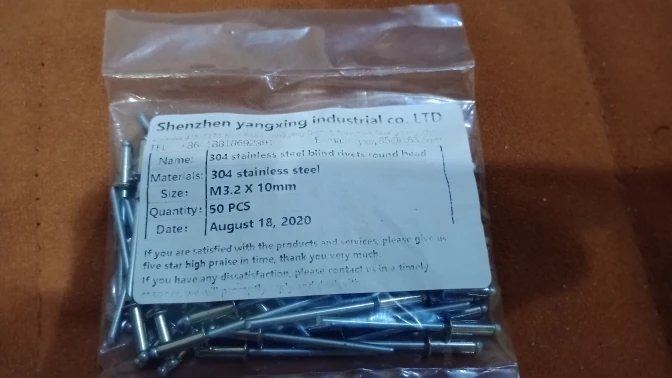 Shenzhen yangxing industrial co. LTD
TEL: +86
Name: 304 stainless steel blind rivets round head
Materials: 304 stainless steel
Size: M3.2 X 10mm
Quantity: 50 PCS
Date: August 18, 2020
If you are satisfied with the products and services, please give us
five star high praise in time, thank you very much.
If you have any dissatisfaction, please contact us in a timely